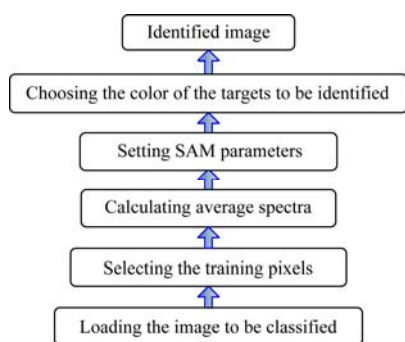 Identified image
Choosing the color of the targets to be identified
Setting SAM parameters
Calculating average spectra
Selecting the training pixels
Loading the image to be classified